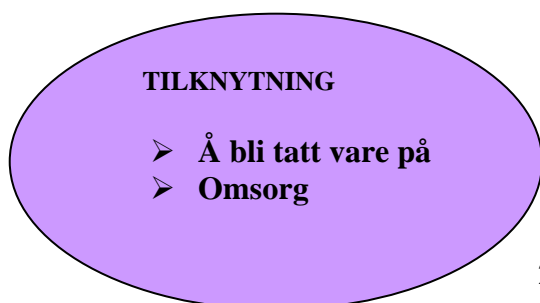 TILKNYTNING
➢ Å bli tatt vare på
➢ Omsorg